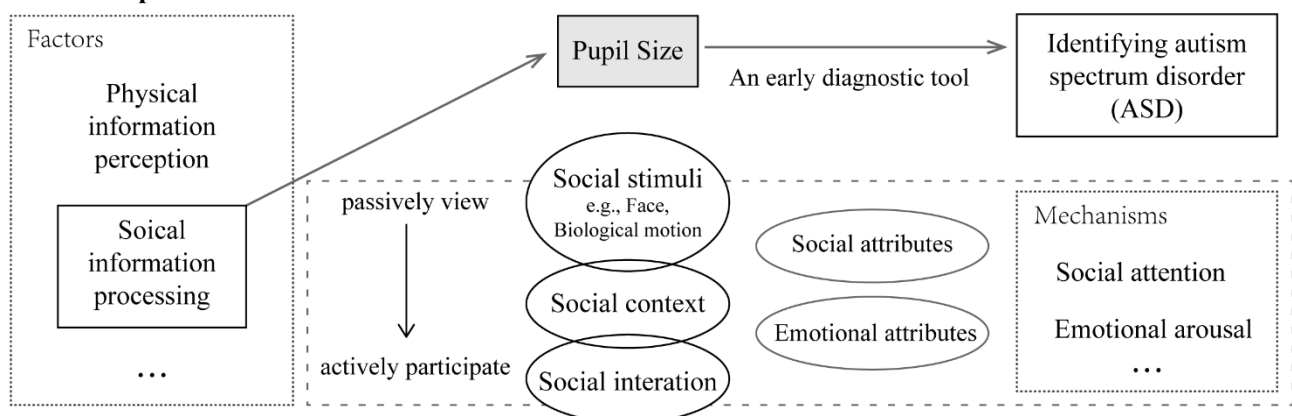 Factors
Physical
information
perception
Soical
information
processing
...
Pupil Size
An early diagnostic tool
Identifying autism
spectrum disorder
(ASD)
passively view
actively participate
Social stimuli
e.g., Face,
Biological motion
Social context
Social interation
Social attributes
Emotional attributes
Mechanisms
Social attention
Emotional arousal
...